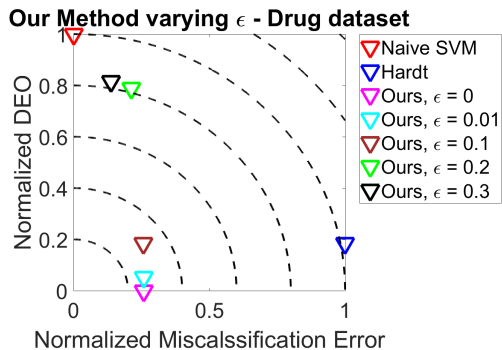 Our Method varying ϵ - Drug dataset
1
0.8
0.6
0.4
0.2
0
0
0.5
1
Normalized DEO
Normalized Miscalssification Error
Naive SVM
Hardt
Ours, ϵ = 0
Ours, ϵ = 0.01
Ours, ϵ = 0.1
Ours, ϵ = 0.2
Ours, ϵ = 0.3